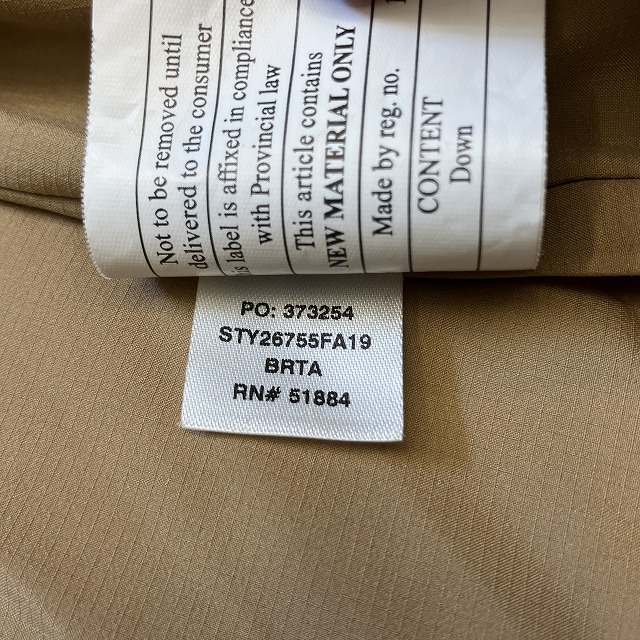 Not to be removed until
delivered to the consumer
label is affixed in compliance
with Provincial law
This article contains
NEW MATERIAL ONLY
Made by reg. no.
CONTENT
Down
PO: 373254
STY26755FA19
BRTA
RN# 51884